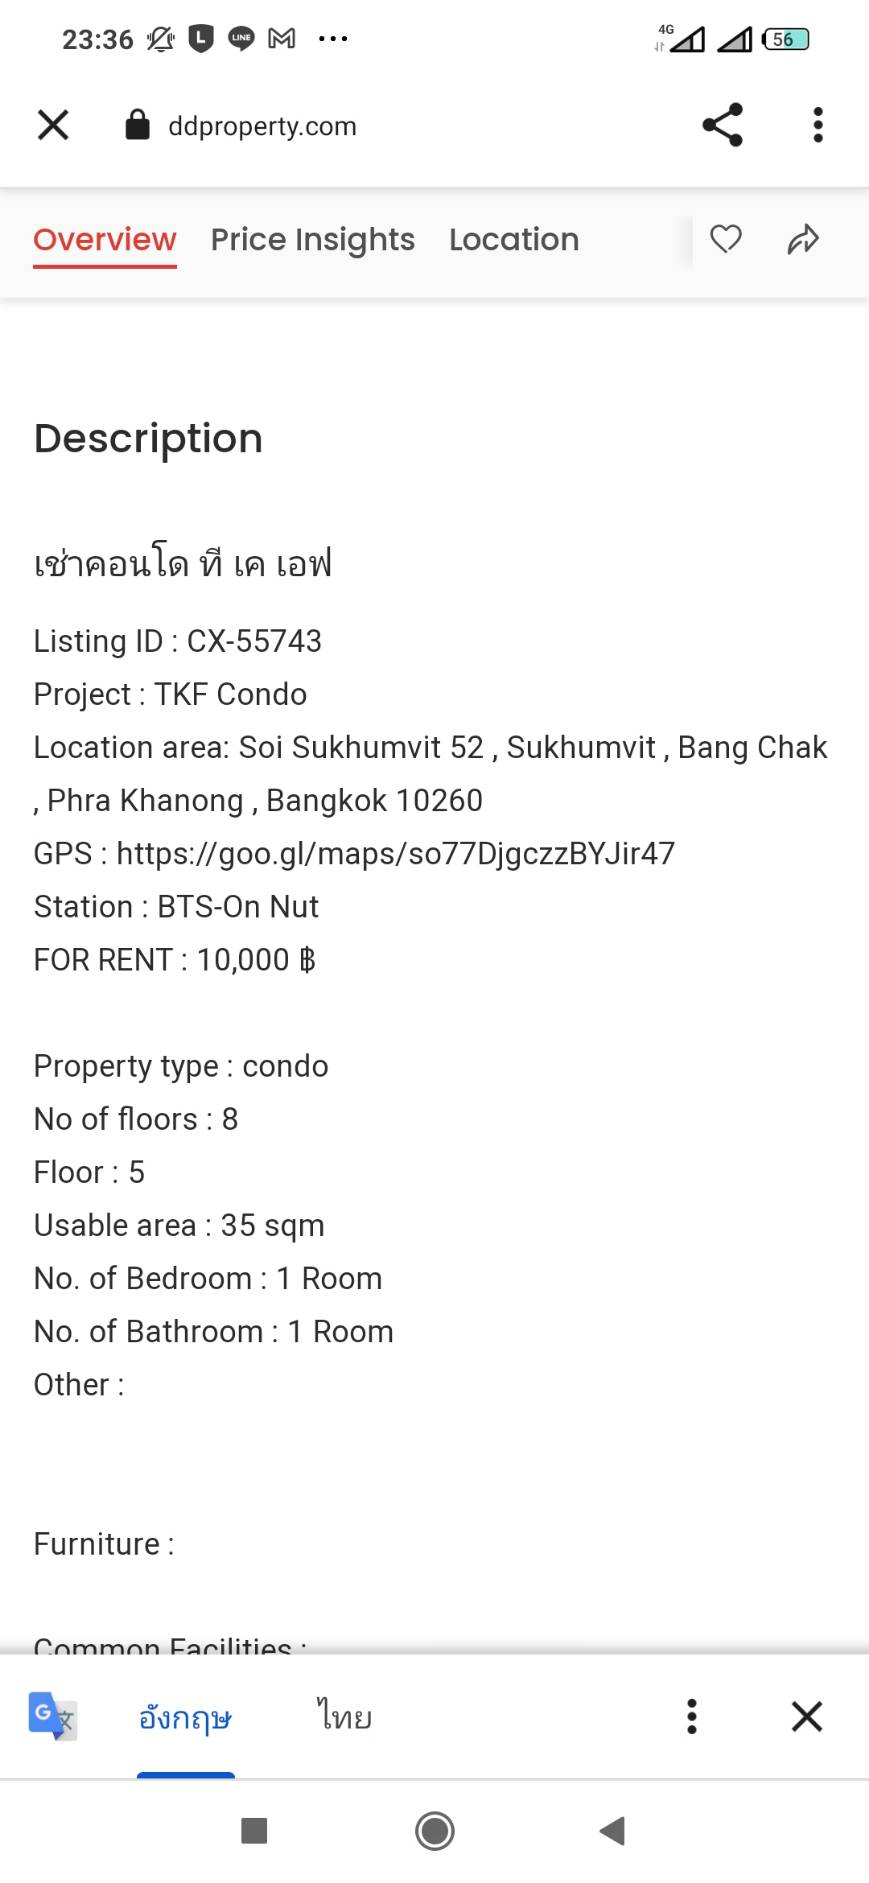 23:36 L LINE 4G 56
ddproperty.com
Overview Price Insights Location
Description
เช่าคอนโด ที เค เอฟ
Listing ID : CX-55743
Project : TKF Condo
Location area: Soi Sukhumvit 52 , Sukhumvit , Bang Chak
, Phra Khanong , Bangkok 10260
GPS : https://goo.gl/maps/so77DjgczzBYJir47
Station : BTS-On Nut
FOR RENT : 10,000 ฿
Property type : condo
No of floors : 8
Floor : 5
Usable area : 35 sqm
No. of Bedroom : 1 Room
No. of Bathroom : 1 Room
Other :
Furniture :
Common Facilities :
G 文 อังกฤษ ไทย